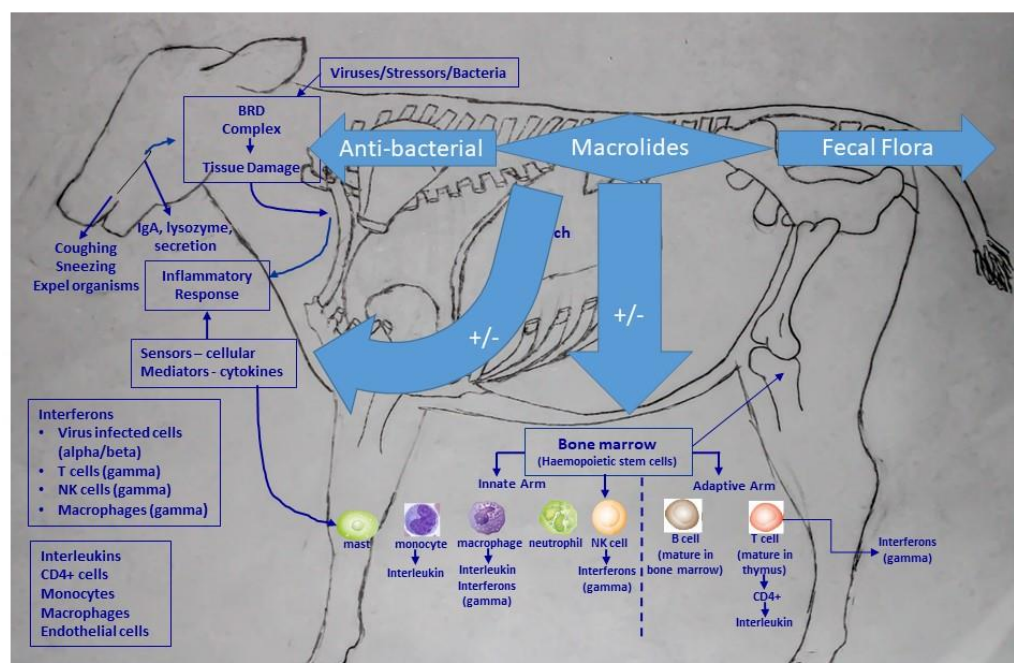 Viruses/Stressors/Bacteria
BRD
Complex
Tissue Damage
Anti-bacterial
Macrolides
Fecal Flora
IgA, lysozyme,
secretion
Coughing
Sneezing
Expel organisms
Inflammatory
Response
ch
+/-
+/-
Sensors – cellular
Mediators - cytokines
Interferons
• Virus infected cells
(alpha/beta)
• T cells (gamma)
• NK cells (gamma)
• Macrophages (gamma)
Interleukins
CD4+ cells
Monocytes
Macrophages
Endothelial cells
Bone marrow
(Haemopoietic stem cells)
Innate Arm
Adaptive Arm
mast
monocyte
Interleukin
macrophage
Interleukin
Interferons
(gamma)
neutrophil
NK cell
Interferons
(gamma)
B cell
(mature in
bone marrow)
T cell
(mature in
thymus)
CD4+
Interleukin
Interferons
(gamma)